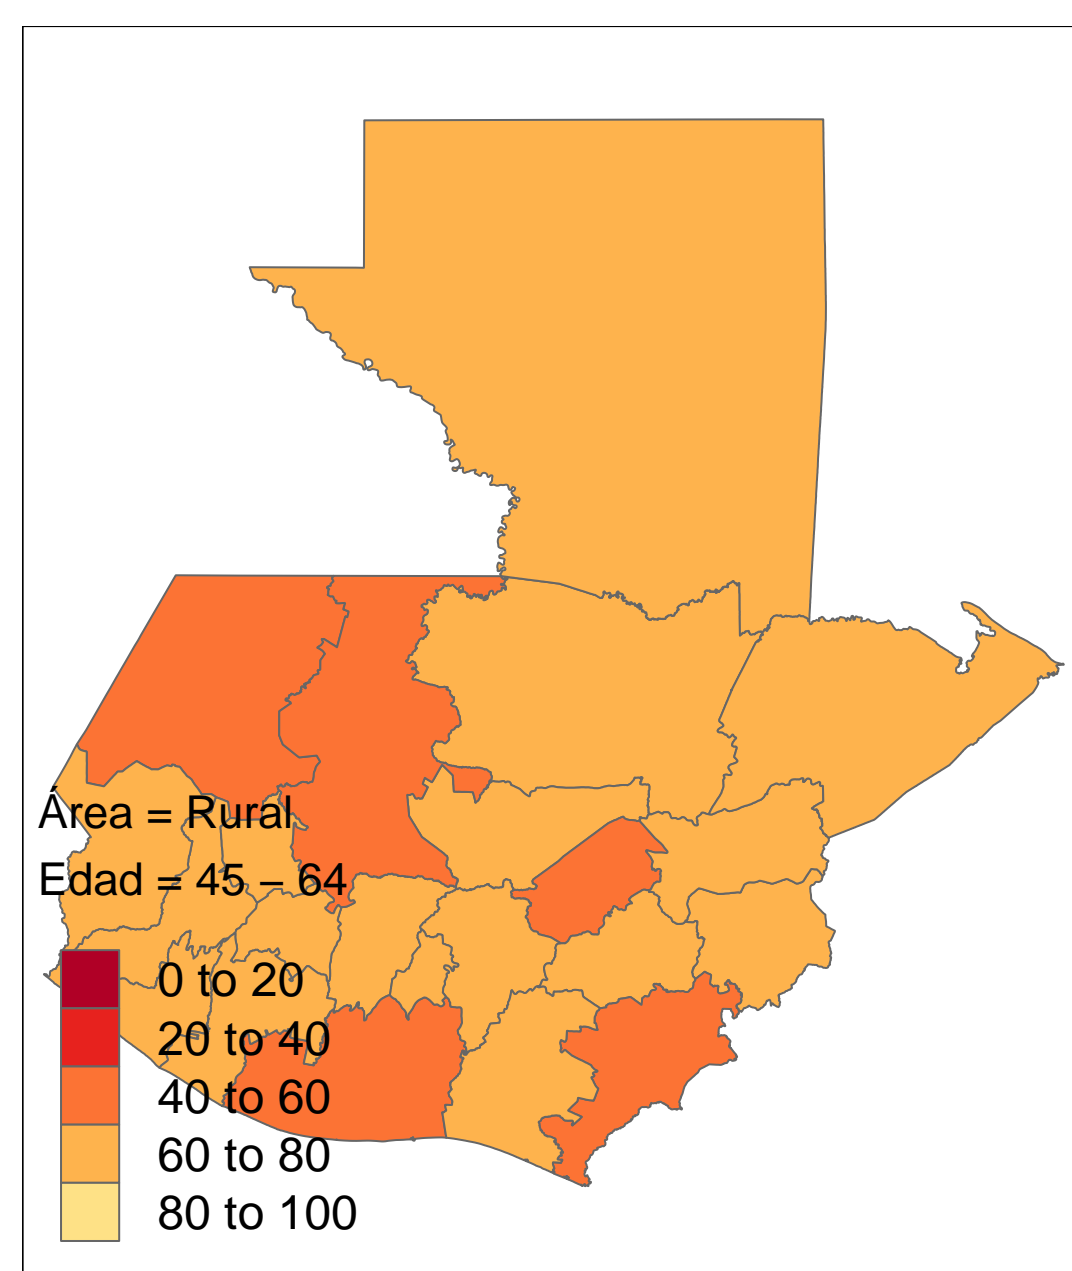 Área = Rural
Edad = 45 – 64
0 to 20
20 to 40
40 to 60
60 to 80
80 to 100